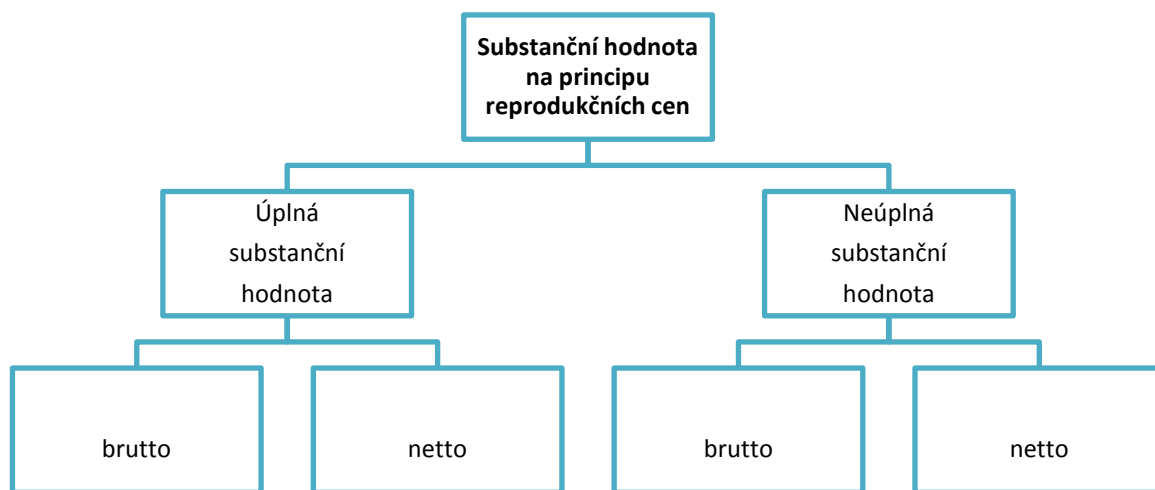 Substanční hodnota
na principu
reprodukčních cen
Úplná
substanční
hodnota
Neúplná
substanční
hodnota
brutto
netto
brutto
netto